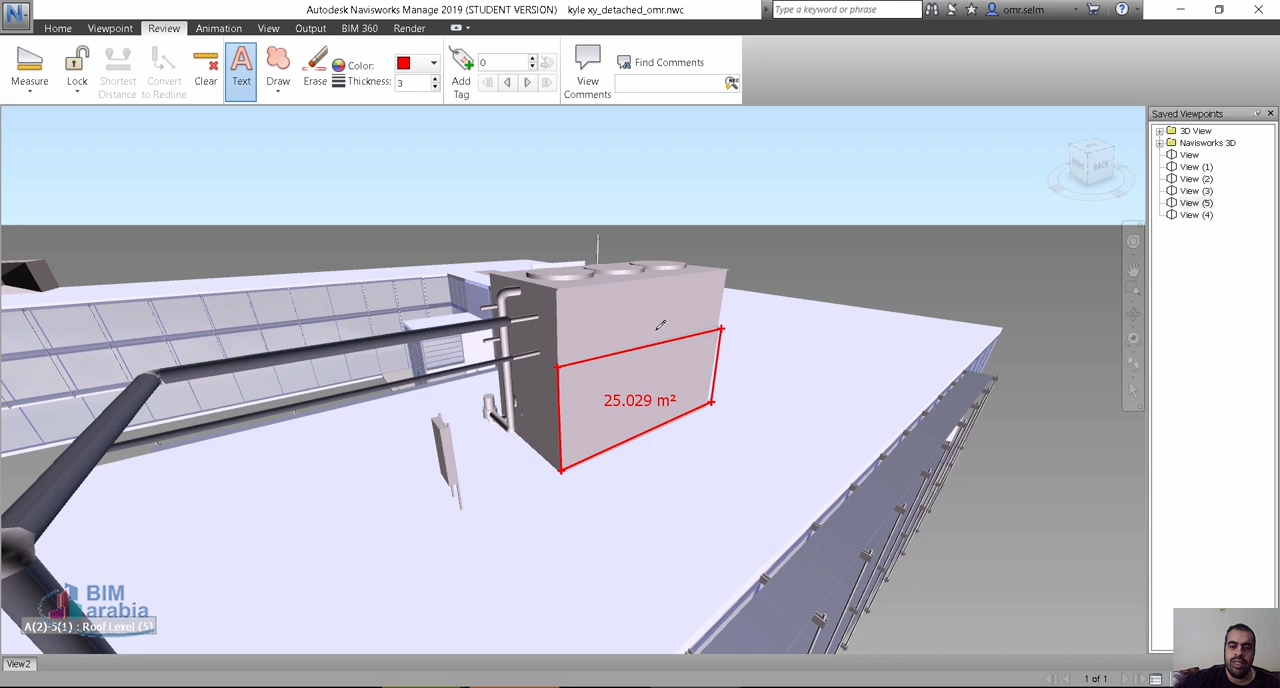 Autodesk Navisworks Manage 2019 (STUDENT VERSION) kyle xy_detached_omr.nwc
Type a keyword or phrase
omr.selm
Home Viewpoint Review Animation View Output BIM 360 Render
Measure
Lock
Shortest Distance
Convert to Redline
Clear
Text
Draw
Erase
Color:
Thickness: 3
Add Tag
0
View Comments
Find Comments
Saved Viewpoints
3D View
Navisworks 3D
View
View (1)
View (2)
View (3)
View (5)
View (4)
BACK
25.029 m²
BIM
arabia
A(2)-5(1) : Roof Level (5)
View2
1 of 1